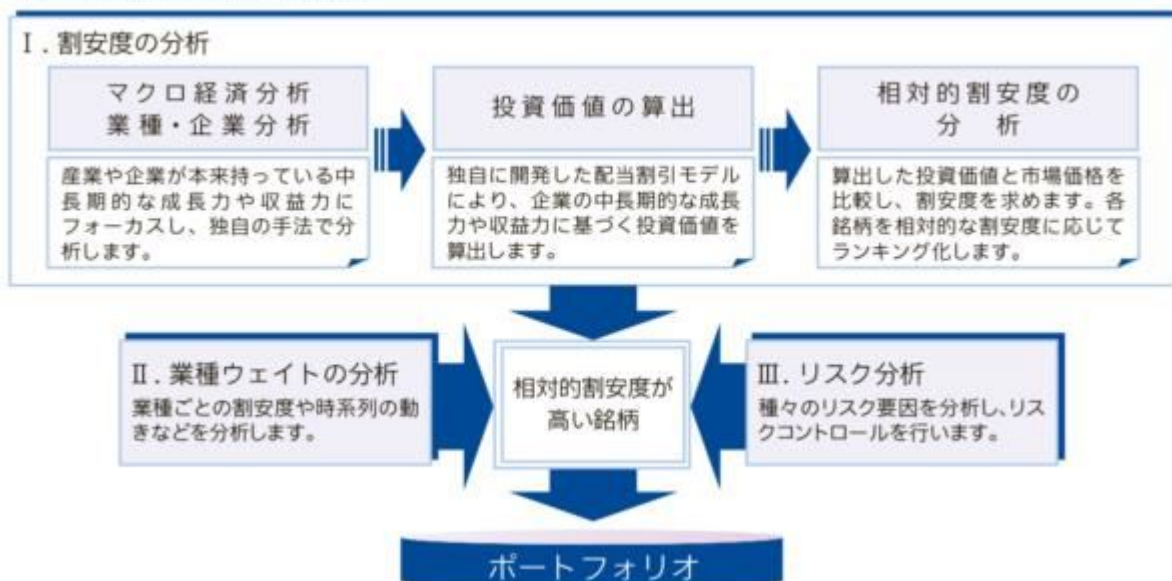 Ⅰ. 割安度の分析
マクロ経済分析
業種・企業分析
産業や企業が本来持っている中
長期的な成長力や収益力に
フォーカスし、独自の手法で分
析します。
投資価値の算出
独自に開発した配当割引モデル
により、企業の中長期的な成長
力や収益力に基づく投資価値を
算出します。
相対的割安度の
分 析
算出した投資価値と市場価格を
比較し、割安度を求めます。各
銘柄を相対的な割安度に応じて
ランキング化します。
Ⅱ. 業種ウェイトの分析
業種ごとの割安度や時系列の動
きなどを分析します。
相対的割安度が
高い銘柄
Ⅲ. リスク分析
種々のリスク要因を分析し、リス
クコントロールを行います。
ポートフォリオ